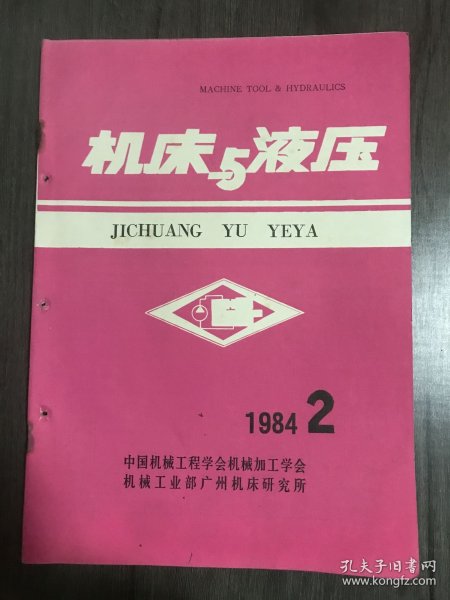 MACHINE TOOL & HYDRAULICS
机床与液压
JICHUANG YU YEYA
1984 2
中国机械工程学会机械加工学会
机械工业部广州机床研究所
孔夫子旧书网
www.kongfz.com